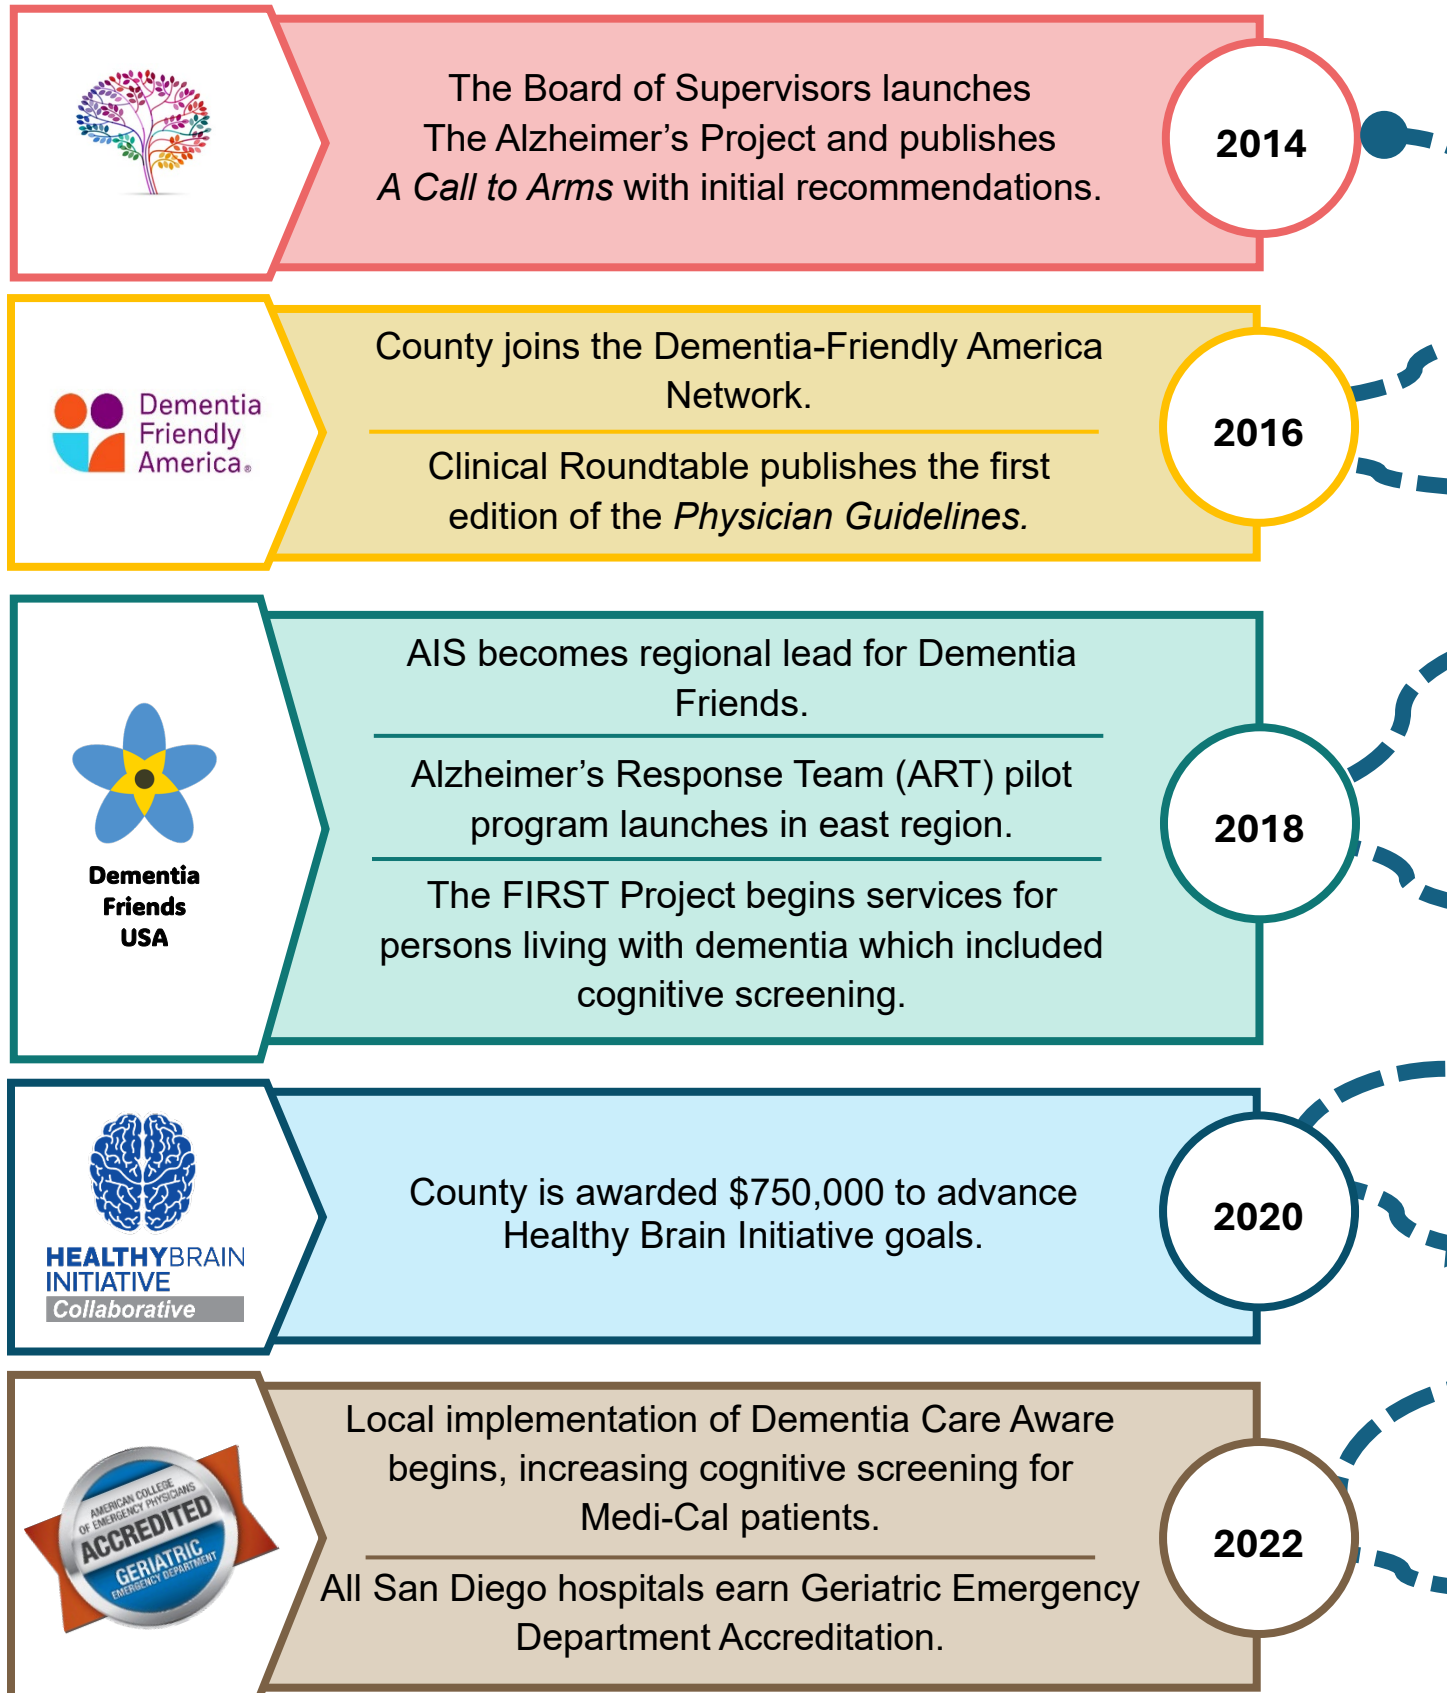 The Board of Supervisors launches
The Alzheimer’s Project and publishes
A Call to Arms with initial recommendations.
2014
Dementia
Friendly
America®
County joins the Dementia-Friendly America
Network.
Clinical Roundtable publishes the first
edition of the Physician Guidelines.
2016
Dementia
Friends
USA
AIS becomes regional lead for Dementia
Friends.
Alzheimer’s Response Team (ART) pilot
program launches in east region.
The FIRST Project begins services for
persons living with dementia which included
cognitive screening.
2018
HEALTHYBRAIN
INITIATIVE
Collaborative
County is awarded $750,000 to advance
Healthy Brain Initiative goals.
2020
AMERICAN COLLEGE
OF EMERGENCY PHYSICIANS
ACCREDITED
GERIATRIC
EMERGENCY DEPARTMENT
Local implementation of Dementia Care Aware
begins, increasing cognitive screening for
Medi-Cal patients.
All San Diego hospitals earn Geriatric Emergency
Department Accreditation.
2022